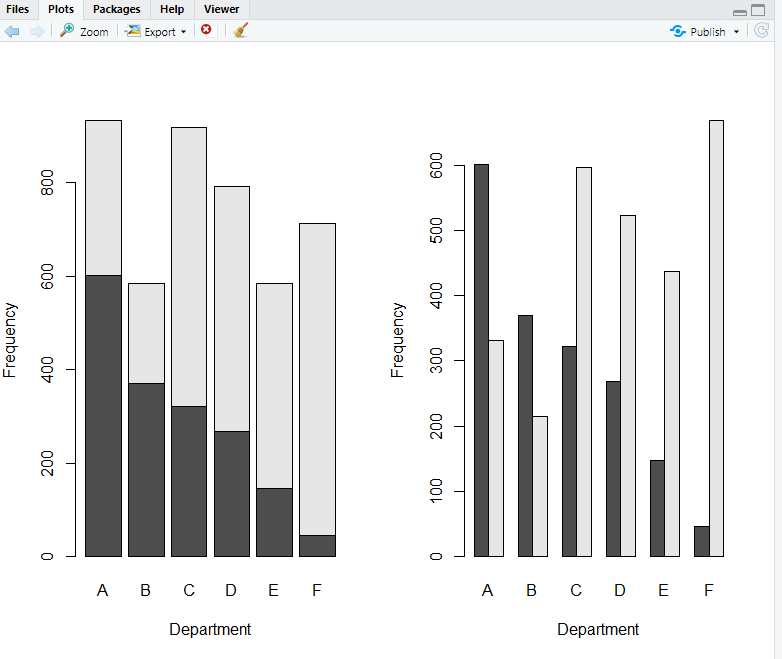 Files Plots Packages Help Viewer
Zoom Export Publish
800
600
400
200
0
Frequency
A B C D E F
Department
600
500
400
300
200
100
0
Frequency
A B C D E F
Department